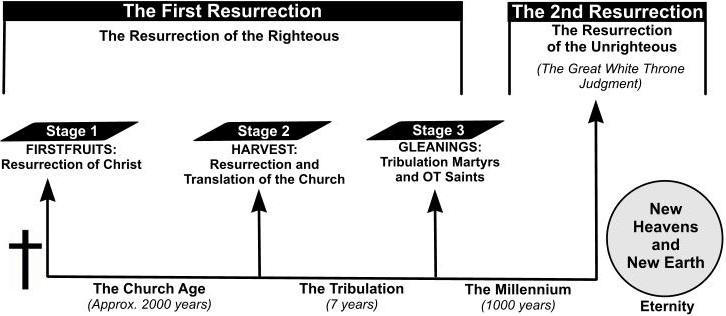 The First Resurrection
The Resurrection of the Righteous
The 2nd Resurrection
The Resurrection
of the Unrighteous
(The Great White Throne
Judgment)
Stage 1
FIRSTFRUITS:
Resurrection of Christ
Stage 2
HARVEST:
Resurrection and
Translation of the Church
Stage 3
GLEANINGS:
Tribulation Martyrs
and OT Saints
The Church Age
(Approx. 2000 years)
The Tribulation
(7 years)
The Millennium
(1000 years)
New
Heavens
and
New Earth
Eternity